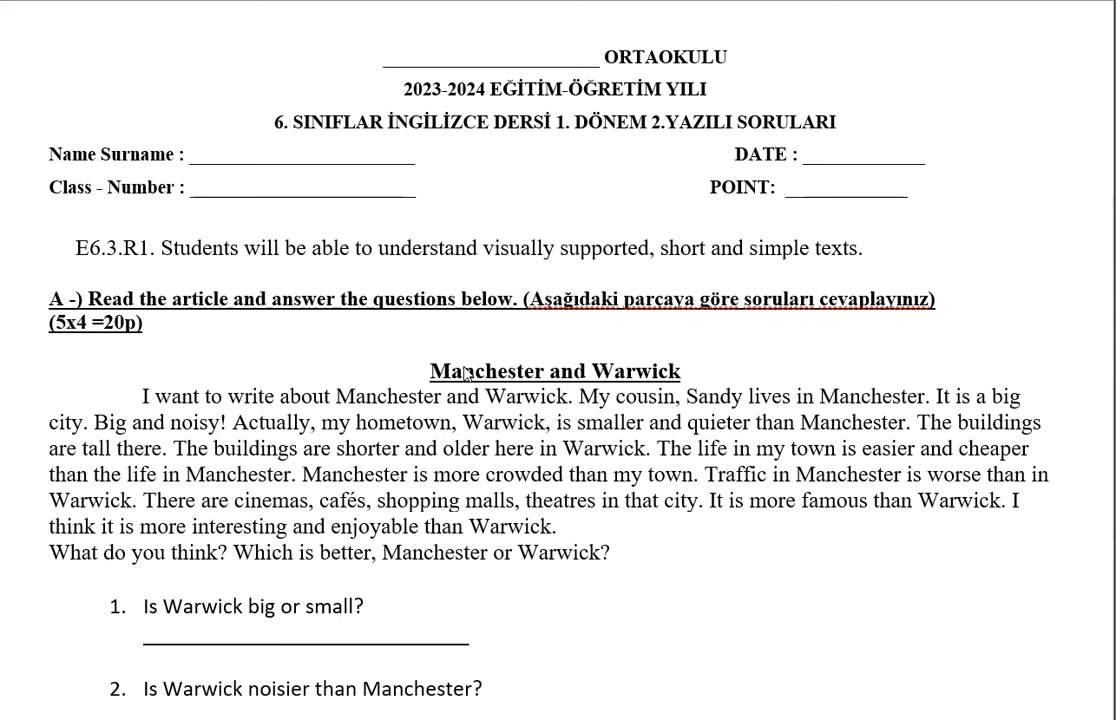 ____________________ ORTAOKULU
2023-2024 EĞİTİM-ÖĞRETİM YILI
6. SINIFLAR İNGİLİZCE DERSİ 1. DÖNEM 2.YAZILI SORULARI
Name Surname : ____________________ DATE : ____________
Class - Number : ____________________ POINT: ____________
E6.3.R1. Students will be able to understand visually supported, short and simple texts.
A -) Read the article and answer the questions below. (Aşağıdaki parçaya göre soruları cevaplayınız)
(5x4 =20p)
Manchester and Warwick
I want to write about Manchester and Warwick. My cousin, Sandy lives in Manchester. It is a big
city. Big and noisy! Actually, my hometown, Warwick, is smaller and quieter than Manchester. The buildings
are tall there. The buildings are shorter and older here in Warwick. The life in my town is easier and cheaper
than the life in Manchester. Manchester is more crowded than my town. Traffic in Manchester is worse than in
Warwick. There are cinemas, cafés, shopping malls, theatres in that city. It is more famous than Warwick. I
think it is more interesting and enjoyable than Warwick.
What do you think? Which is better, Manchester or Warwick?
1. Is Warwick big or small?
2. Is Warwick noisier than Manchester?